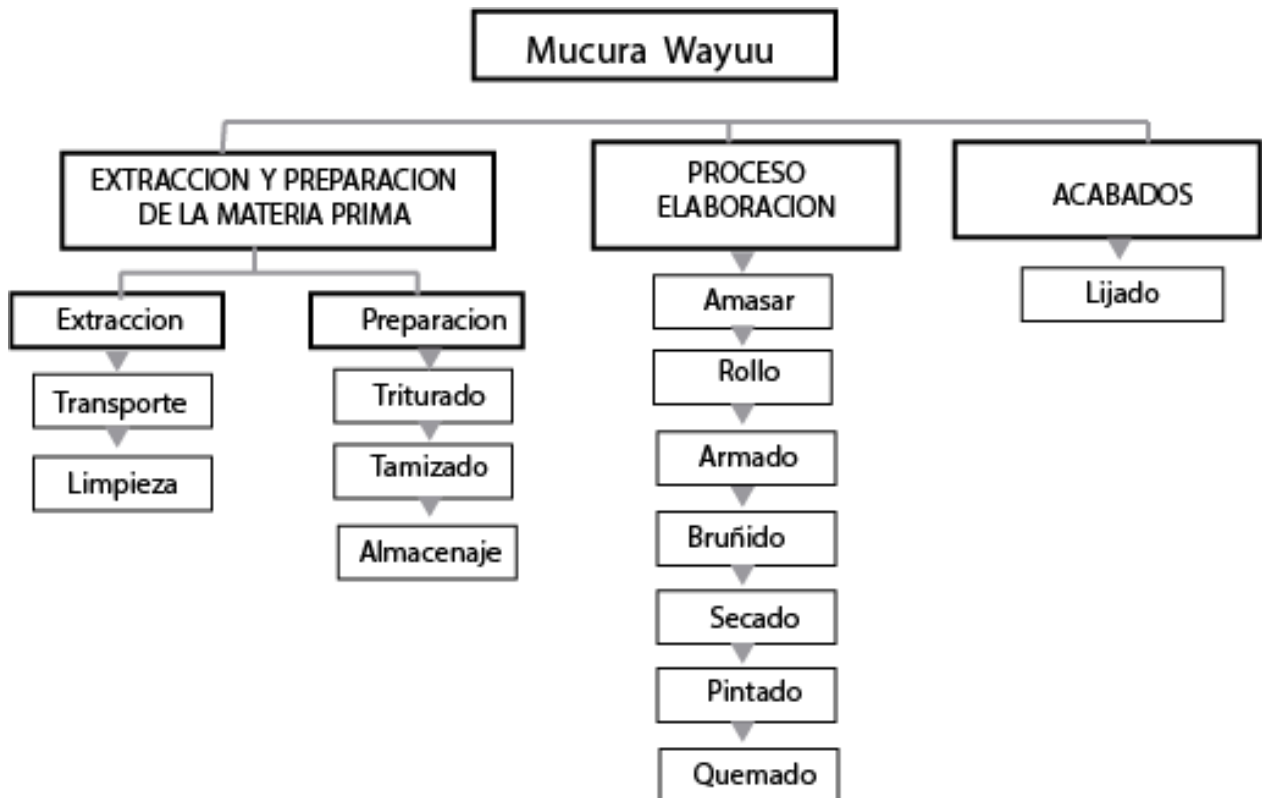 Mucura Wayuu
EXTRACCION Y PREPARACION
DE LA MATERIA PRIMA
Extraccion
Transporte
Limpieza
Preparacion
Triturado
Tamizado
Almacenaje
PROCESO
ELABORACION
Amasar
Rollo
Armado
Bruñido
Secado
Pintado
Quemado
ACABADOS
Lijado